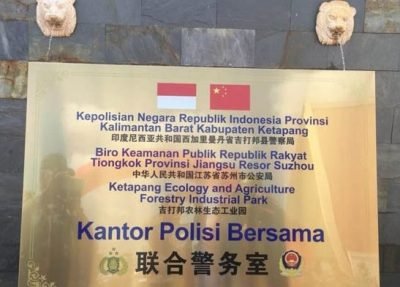 Kepolisian Negara Republik Indonesia Provinsi
Kalimantan Barat Kabupaten Ketapang
印度尼西亚共和国西加里曼丹省吉打邦县警察局
Biro Keamanan Publik Republik Rakyat
Tiongkok Provinsi Jiangsu Resor Suzhou
中华人民共和国江苏省苏州市公安局
Ketapang Ecology and Agriculture
Forestry Industrial Park
吉打邦农林生态工业园
Kantor Polisi Bersama
联合警务室